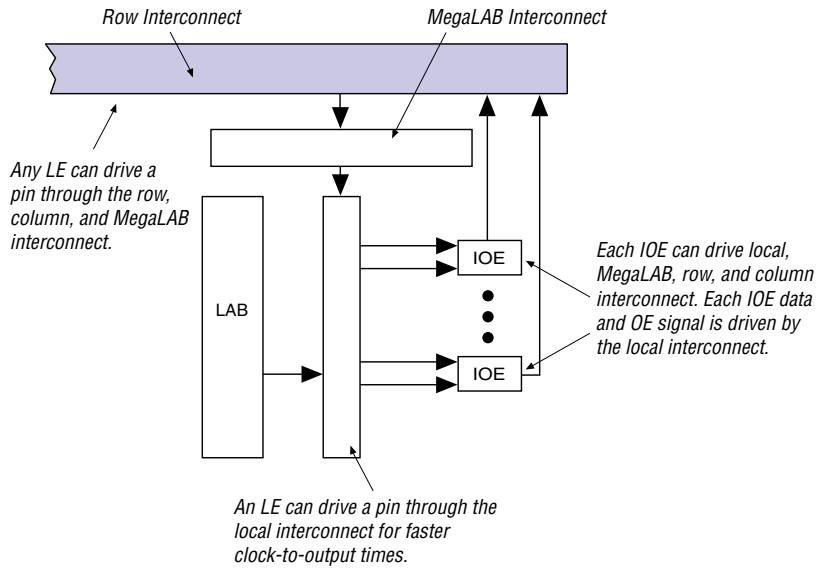 Row Interconnect
MegaLAB Interconnect
Any LE can drive a
pin through the row,
column, and MegaLAB
interconnect.
LAB
IOE
IOE
Each IOE can drive local,
MegaLAB, row, and column
interconnect. Each IOE data
and OE signal is driven by
the local interconnect.
An LE can drive a pin through the
local interconnect for faster
clock-to-output times.